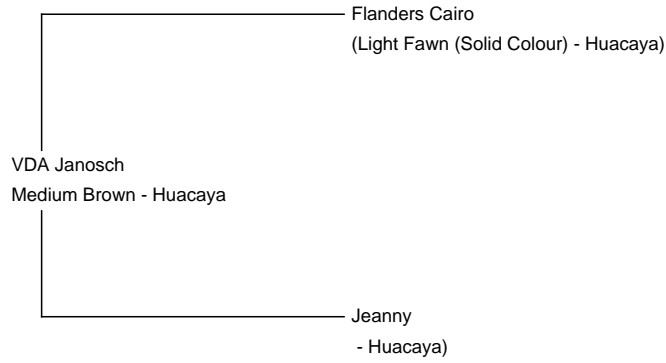 Flanders Cairo
(Light Fawn (Solid Colour) - Huacaya)
VDA Janosch
Medium Brown - Huacaya
Jeanny
- Huacaya)